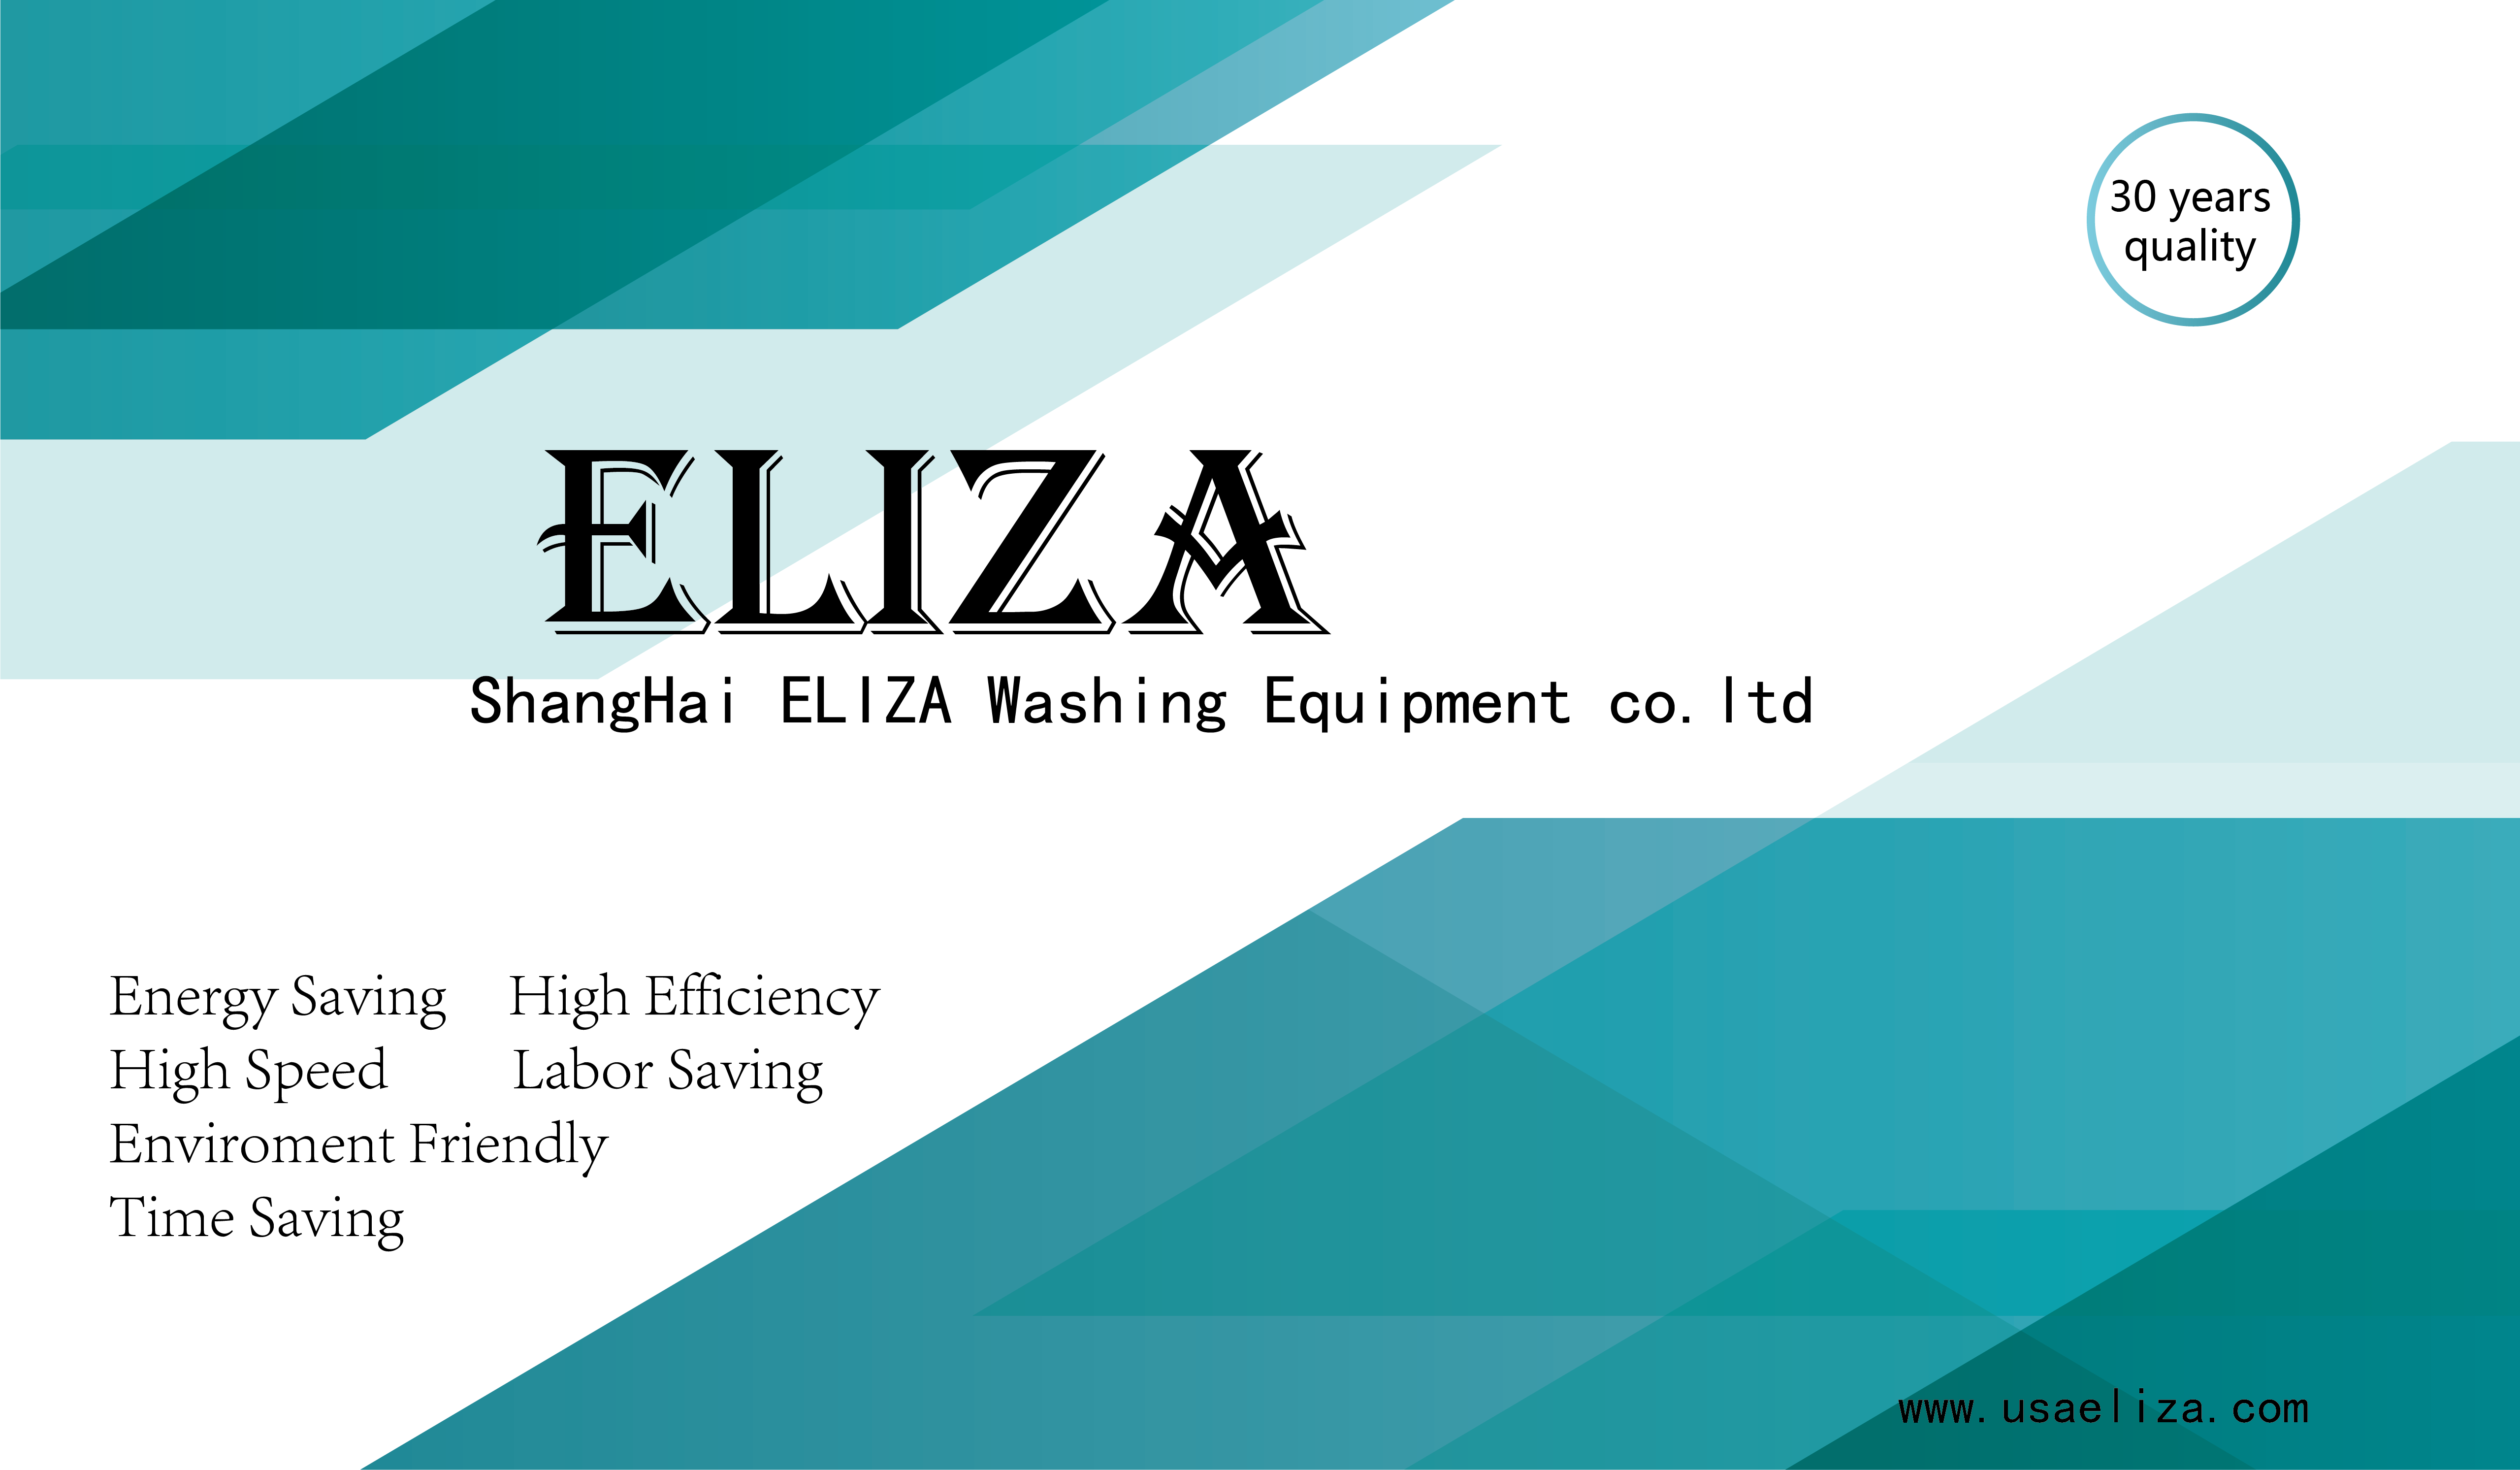 30 years
quality
ELIZA
ShangHai ELIZA Washing Equipment co.ltd
Energy Saving High Efficiency
High Speed Labor Saving
Enviroment Friendly
Time Saving
www.usaeliza.com